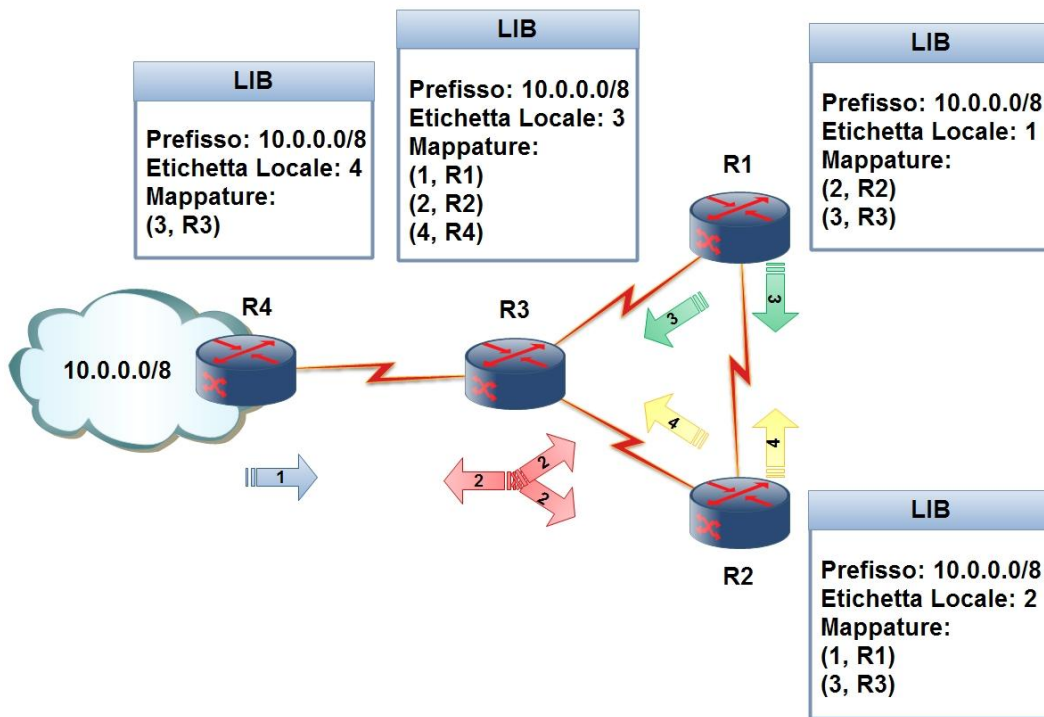 LIB
Prefisso: 10.0.0.0/8
Etichetta Locale: 4
Mappature:
(3, R3)
LIB
Prefisso: 10.0.0.0/8
Etichetta Locale: 3
Mappature:
(1, R1)
(2, R2)
(4, R4)
LIB
Prefisso: 10.0.0.0/8
Etichetta Locale: 1
Mappature:
(2, R2)
(3, R3)
R1
R4
R3
10.0.0.0/8
3
3
4
4
1
2
2
2
R2
LIB
Prefisso: 10.0.0.0/8
Etichetta Locale: 2
Mappature:
(1, R1)
(3, R3)